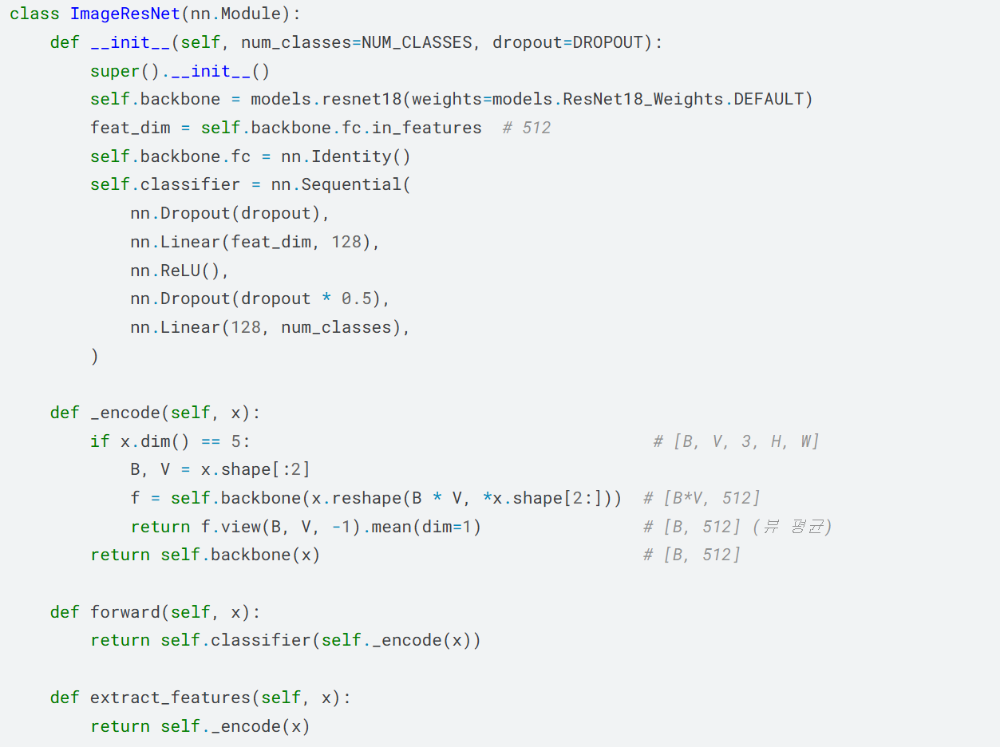 class ImageResNet(nn.Module):
    def __init__(self, num_classes=NUM_CLASSES, dropout=DROPOUT):
        super().__init__()
        self.backbone = models.resnet18(weights=models.ResNet18_Weights.DEFAULT)
        feat_dim = self.backbone.fc.in_features  # 512
        self.backbone.fc = nn.Identity()
        self.classifier = nn.Sequential(
            nn.Dropout(dropout),
            nn.Linear(feat_dim, 128),
            nn.ReLU(),
            nn.Dropout(dropout * 0.5),
            nn.Linear(128, num_classes),
        )

    def _encode(self, x):
        if x.dim() == 5:                                        # [B, V, 3, H, W]
            B, V = x.shape[:2]
            f = self.backbone(x.reshape(B * V, *x.shape[2:]))  # [B*V, 512]
            return f.view(B, V, -1).mean(dim=1)                # [B, 512] (뷰 평균)
        return self.backbone(x)                                # [B, 512]

    def forward(self, x):
        return self.classifier(self._encode(x))

    def extract_features(self, x):
        return self._encode(x)